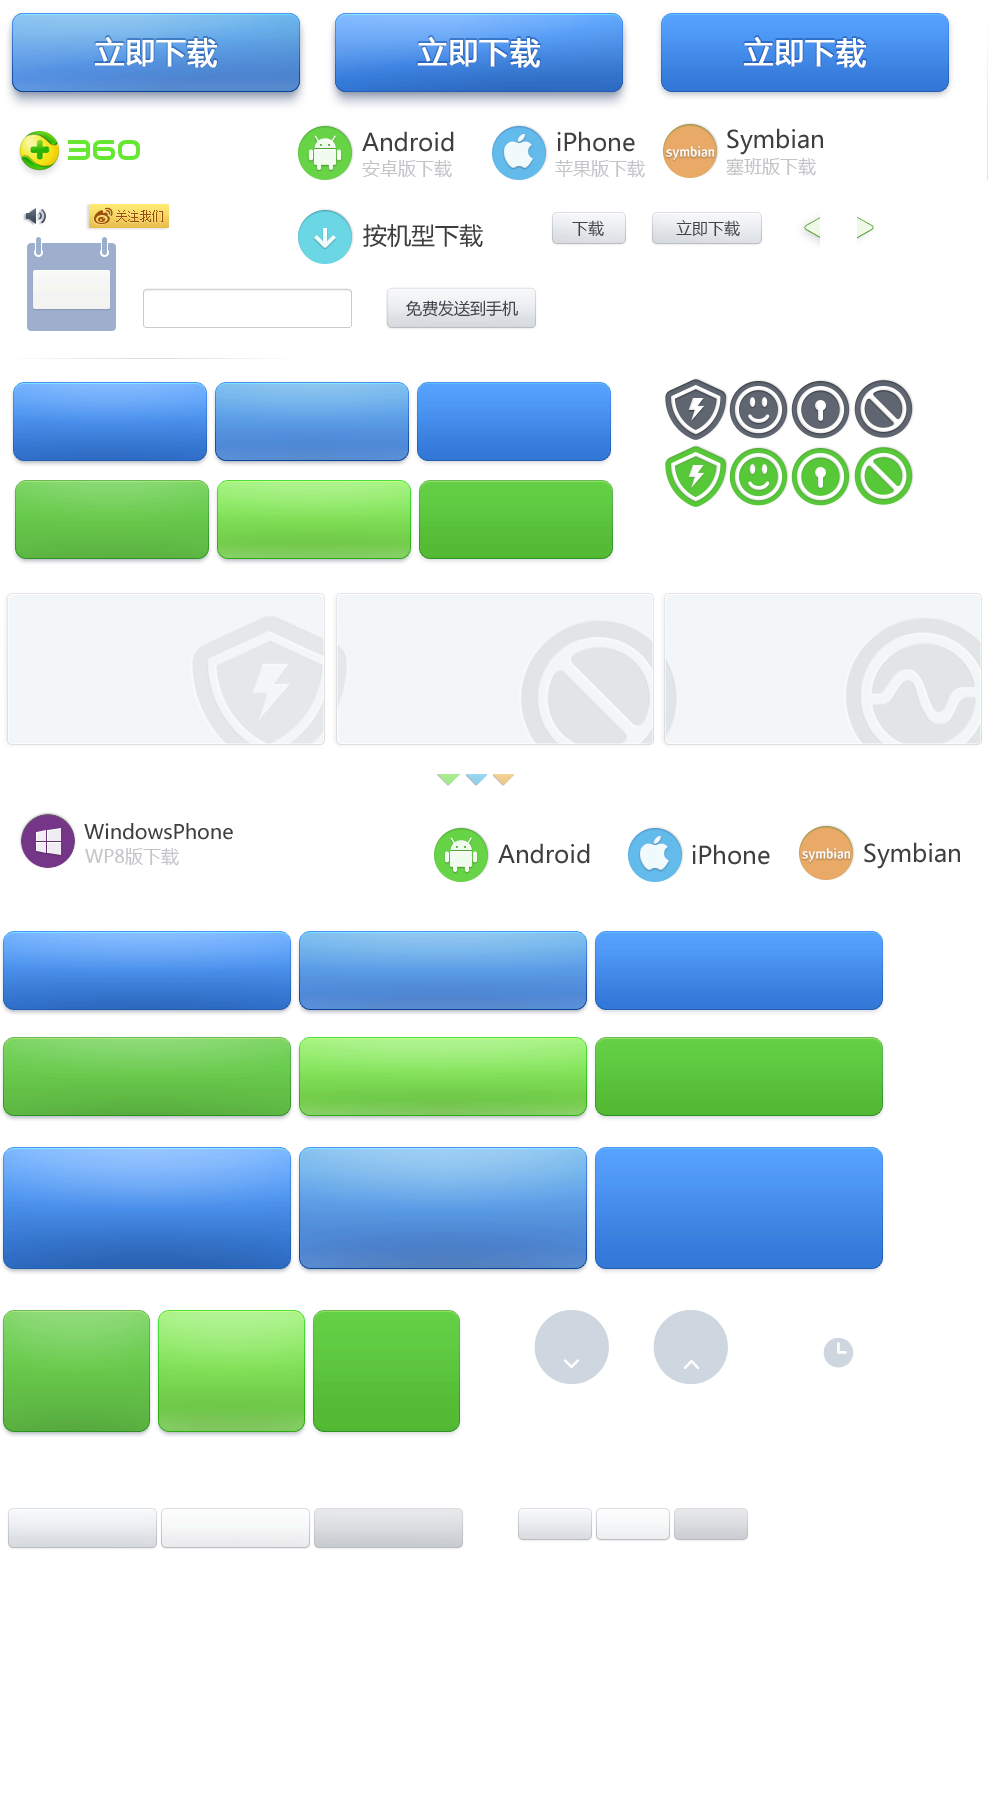 立即下载
立即下载
立即下载
360
Android
安卓版下载
iPhone
苹果版下载
symbian
Symbian
塞班版下载
关注我们
按机型下载
下载
立即下载
免费发送到手机
WindowsPhone
WP8版下载
Android
iPhone
symbian
Symbian